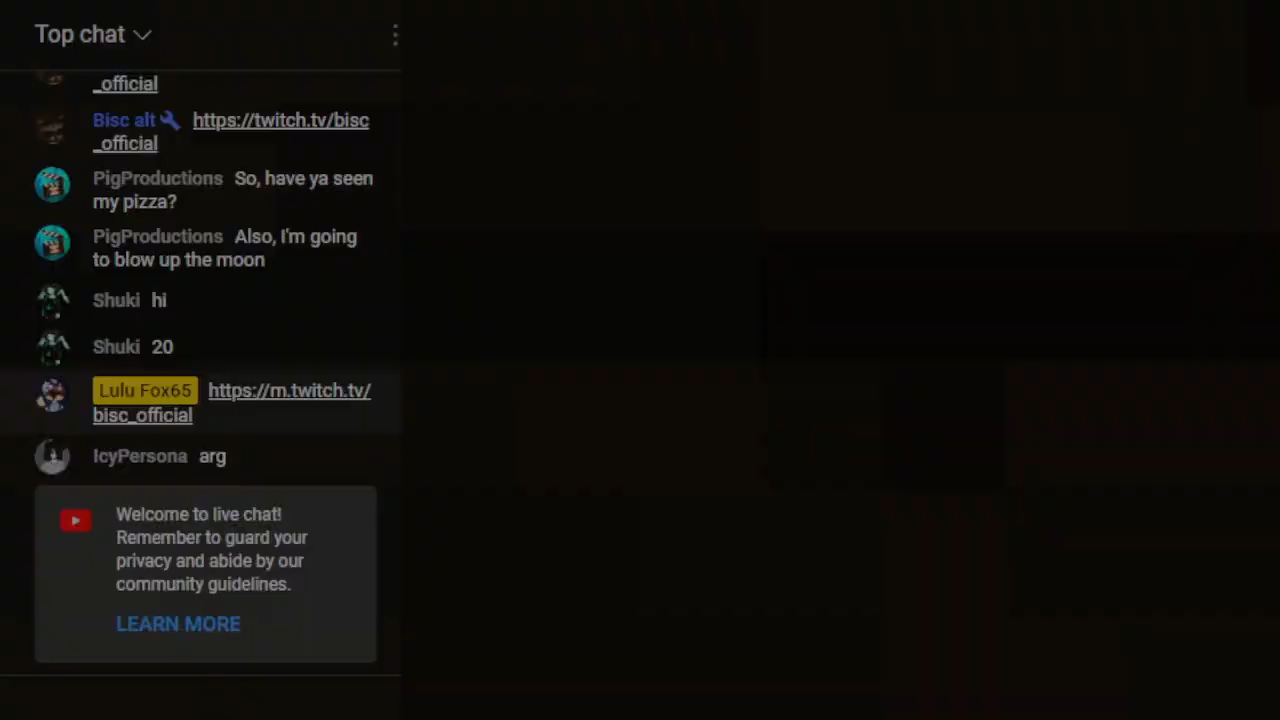 Top chat
_official
Bisc alt https://twitch.tv/bisc
_official
PigProductions So, have ya seen
my pizza?
PigProductions Also, I'm going
to blow up the moon
Shuki hi
Shuki 20
Lulu Fox65 https://m.twitch.tv/
bisc_official
IcyPersona arg
Welcome to live chat!
Remember to guard your
privacy and abide by our
community guidelines.
LEARN MORE